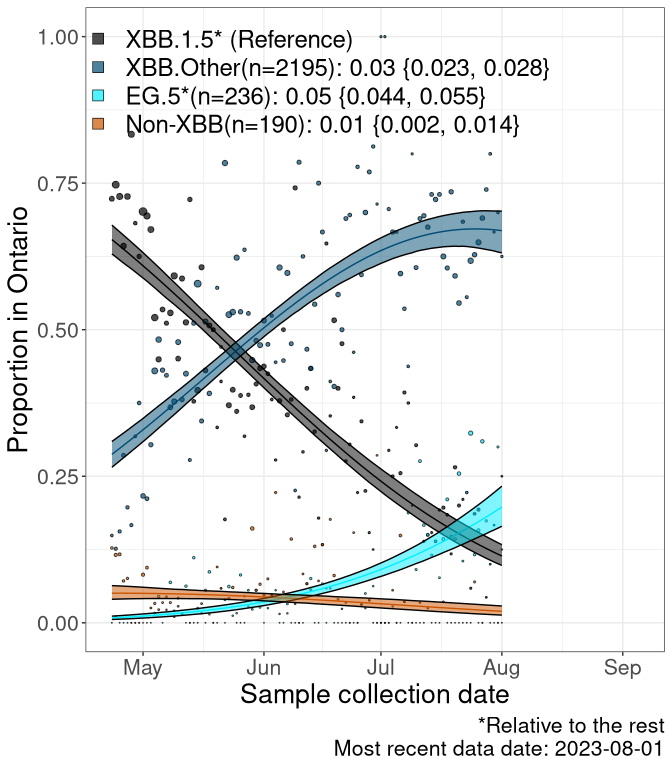 XBB.1.5* (Reference)
XBB.Other(n=2195): 0.03 {0.023, 0.028}
EG.5*(n=236): 0.05 {0.044, 0.055}
Non-XBB(n=190): 0.01 {0.002, 0.014}
Proportion in Ontario
1.00
0.75
0.50
0.25
0.00
May Jun Jul Aug Sep
Sample collection date
*Relative to the rest
Most recent data date: 2023-08-01